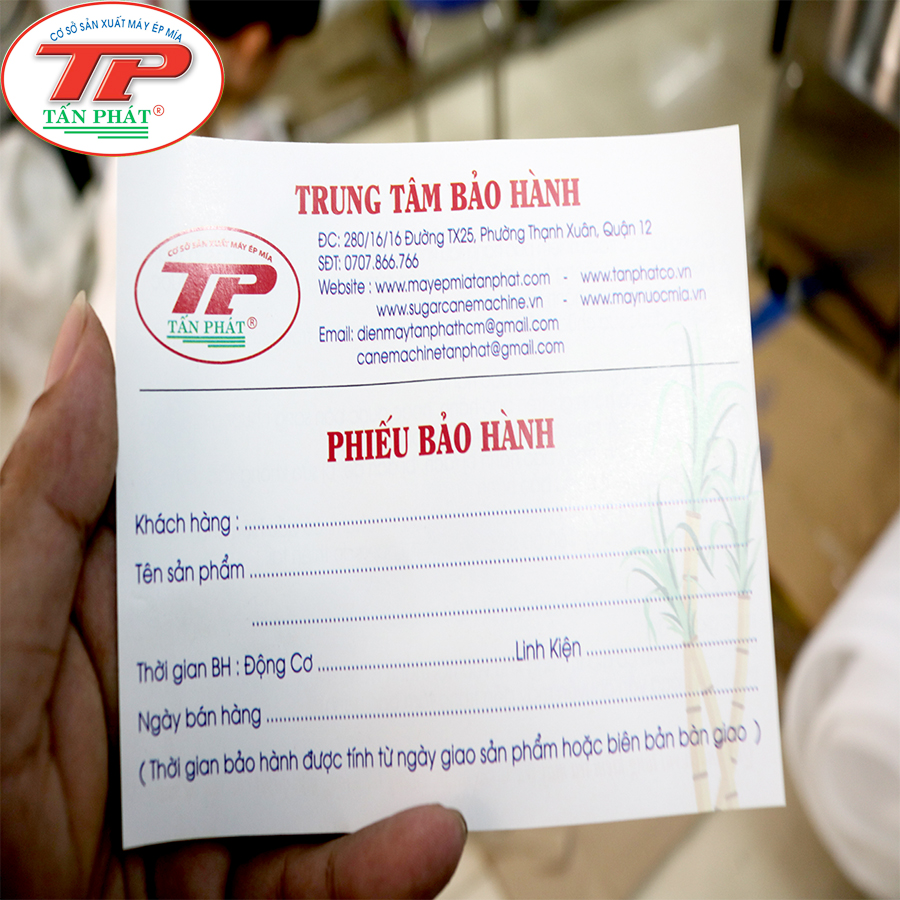 CƠ SỞ SẢN XUẤT MÁY ÉP MÍA
TP
TẤN PHÁT®
TRUNG TÂM BẢO HÀNH
ĐC: 280/16/16 Đường TX25, Phường Thạnh Xuân, Quận 12
SĐT: 0707.866.766
Website : www.mayepmiatanphat.com - www.tanphatco.vn
www.sugarcanemachine.vn - www.maynuocmia.vn
Email: dienmaytanphathcm@gmail.com
canemachinetanphat@gmail.com
CƠ SỞ SẢN XUẤT MÁY ÉP MÍA
TP
TẤN PHÁT®
PHIẾU BẢO HÀNH
Khách hàng :
Tên sản phẩm
Thời gian BH : Động Cơ Linh Kiện
Ngày bán hàng
(Thời gian bảo hành được tính từ ngày giao sản phẩm hoặc biên bản bàn giao )